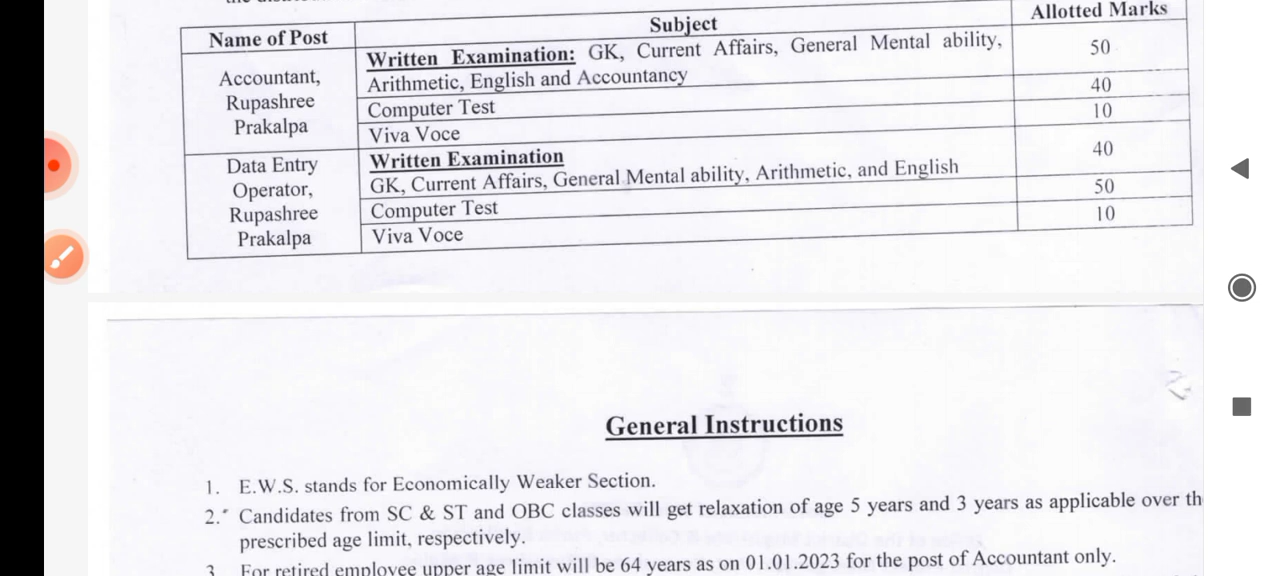 Name of Post
Subject
Allotted Marks
Accountant,
Rupashree
Prakalpa
Written Examination: GK, Current Affairs, General Mental ability,
Arithmetic, English and Accountancy
50
Computer Test
40
Viva Voce
10
Data Entry
Operator,
Rupashree
Prakalpa
Written Examination
GK, Current Affairs, General Mental ability, Arithmetic, and English
40
Computer Test
50
Viva Voce
10
General Instructions
1. E.W.S. stands for Economically Weaker Section.
2. Candidates from SC & ST and OBC classes will get relaxation of age 5 years and 3 years as applicable over th
prescribed age limit, respectively.
3 For retired employee upper age limit will be 64 years as on 01.01.2023 for the post of Accountant only.